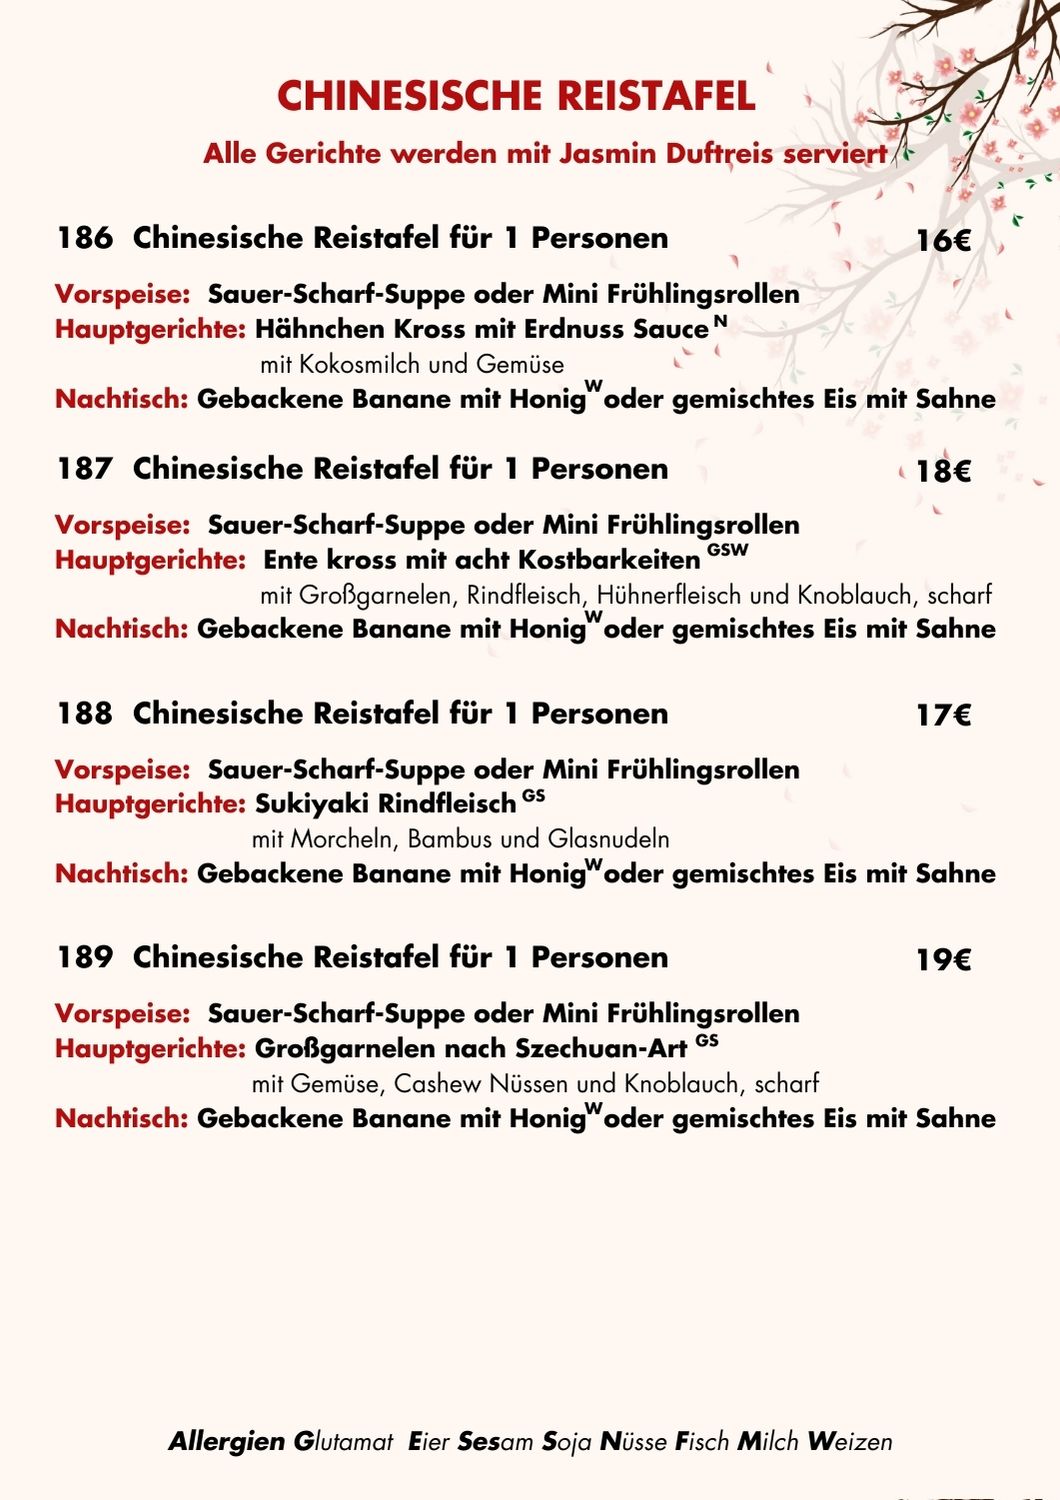 CHINESISCHE REISTAFEL
Alle Gerichte werden mit Jasmin Duftreis serviert
186 Chinesische Reistafel für 1 Personen 16€
Vorspeise: Sauer-Scharf-Suppe oder Mini Frühlingsrollen
Hauptgerichte: Hähnchen Kross mit Erdnuss Sauce N
mit Kokosmilch und Gemüse
Nachtisch: Gebackene Banane mit Honig W oder gemischtes Eis mit Sahne
187 Chinesische Reistafel für 1 Personen 18€
Vorspeise: Sauer-Scharf-Suppe oder Mini Frühlingsrollen
Hauptgerichte: Ente kross mit acht Kostbarkeiten GSW
mit Großgarnelen, Rindfleisch, Hühnerfleisch und Knoblauch, scharf
Nachtisch: Gebackene Banane mit Honig W oder gemischtes Eis mit Sahne
188 Chinesische Reistafel für 1 Personen 17€
Vorspeise: Sauer-Scharf-Suppe oder Mini Frühlingsrollen
Hauptgerichte: Sukiyaki Rindfleisch GS
mit Morcheln, Bambus und Glasnudeln
Nachtisch: Gebackene Banane mit Honig W oder gemischtes Eis mit Sahne
189 Chinesische Reistafel für 1 Personen 19€
Vorspeise: Sauer-Scharf-Suppe oder Mini Frühlingsrollen
Hauptgerichte: Großgarnelen nach Szechuan-Art GS
mit Gemüse, Cashew Nüssen und Knoblauch, scharf
Nachtisch: Gebackene Banane mit Honig W oder gemischtes Eis mit Sahne
Allergien Glutamat Eier Sesam Soja Nüsse Fisch Milch Weizen